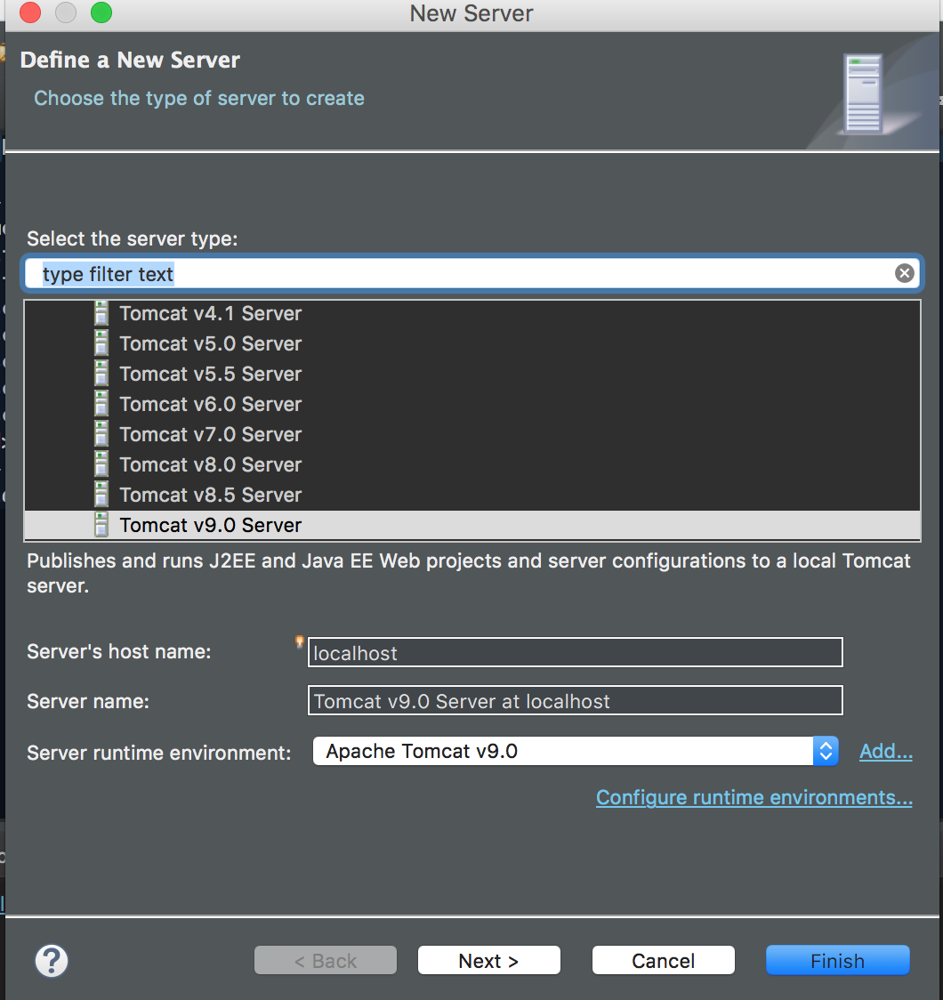 New Server
Define a New Server
Choose the type of server to create
Select the server type:
type filter text
Tomcat v4.1 Server
Tomcat v5.0 Server
Tomcat v5.5 Server
Tomcat v6.0 Server
Tomcat v7.0 Server
Tomcat v8.0 Server
Tomcat v8.5 Server
Tomcat v9.0 Server
Publishes and runs J2EE and Java EE Web projects and server configurations to a local Tomcat
server.
Server's host name: localhost
Server name: Tomcat v9.0 Server at localhost
Server runtime environment: Apache Tomcat v9.0 Add...
Configure runtime environments...
? < Back Next > Cancel Finish